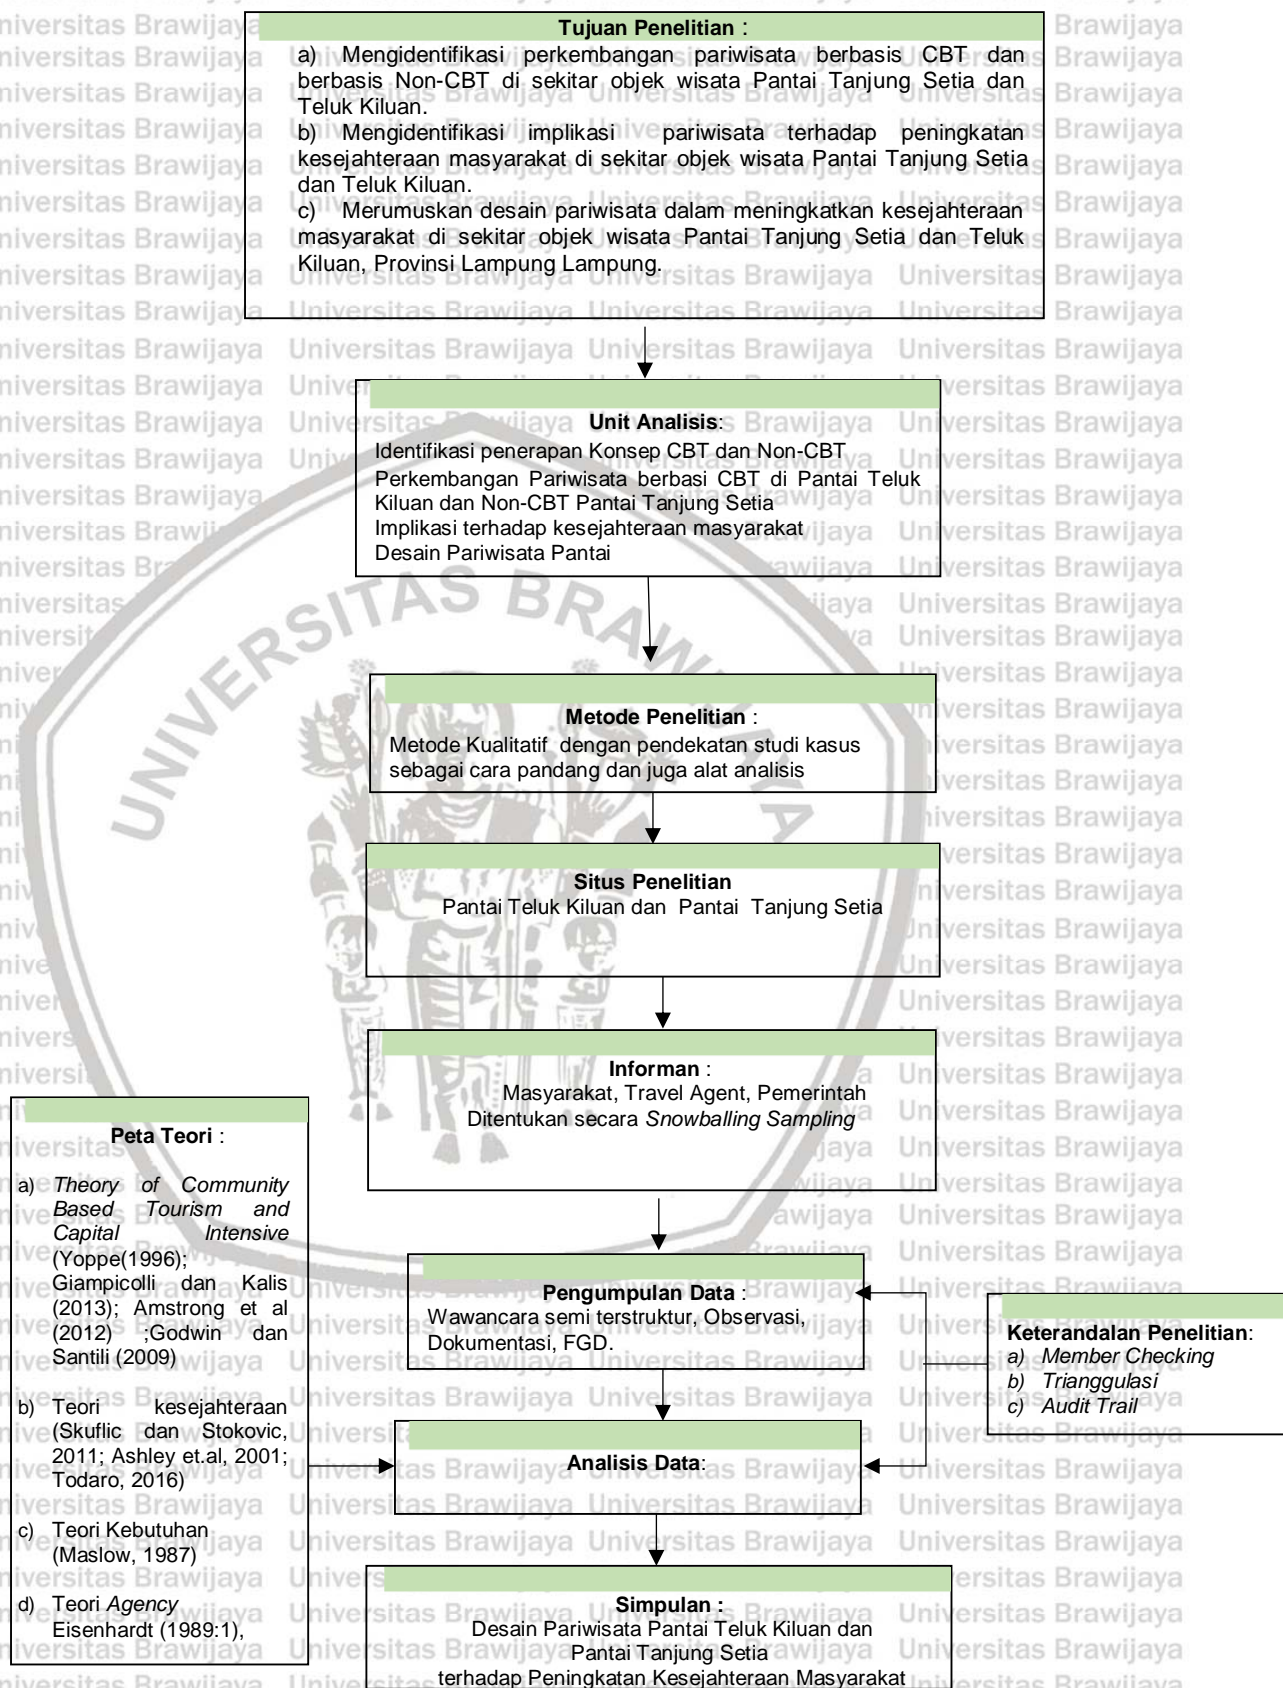 Tujuan Penelitian :
a) Mengidentifikasi perkembangan pariwisata berbasis CBT dan
berbasis Non-CBT di sekitar objek wisata Pantai Tanjung Setia dan
Teluk Kiluan.
b) Mengidentifikasi implikasi pariwisata terhadap peningkatan
kesejahteraan masyarakat di sekitar objek wisata Pantai Tanjung Setia
dan Teluk Kiluan.
c) Merumuskan desain pariwisata dalam meningkatkan kesejahteraan
masyarakat di sekitar objek wisata Pantai Tanjung Setia dan Teluk
Kiluan, Provinsi Lampung Lampung.
Unit Analisis:
Identifikasi penerapan Konsep CBT dan Non-CBT
Perkembangan Pariwisata berbasi CBT di Pantai Teluk
Kiluan dan Non-CBT Pantai Tanjung Setia
Implikasi terhadap kesejahteraan masyarakat
Desain Pariwisata Pantai
UNIVERSITAS BRAWIJAYA
Metode Penelitian :
Metode Kualitatif dengan pendekatan studi kasus
sebagai cara pandang dan juga alat analisis
Situs Penelitian
Pantai Teluk Kiluan dan Pantai Tanjung Setia
Informan :
Masyarakat, Travel Agent, Pemerintah
Ditentukan secara Snowballing Sampling
Peta Teori :
a) Theory of Community
Based Tourism and
Capital Intensive
(Yoppe(1996);
Giampicolli dan Kalis
(2013); Amstrong et al
(2012) ;Godwin dan
Santili (2009)
b) Teori kesejahteraan
(Skuflic dan Stokovic,
2011; Ashley et.al, 2001;
Todaro, 2016)
c) Teori Kebutuhan
(Maslow, 1987)
d) Teori Agency
Eisenhardt (1989:1),
Pengumpulan Data :
Wawancara semi terstruktur, Observasi,
Dokumentasi, FGD.
Keterandalan Penelitian:
a) Member Checking
b) Trianggulasi
c) Audit Trail
Analisis Data:
Simpulan :
Desain Pariwisata Pantai Teluk Kiluan dan
Pantai Tanjung Setia
terhadap Peningkatan Kesejahteraan Masyarakat